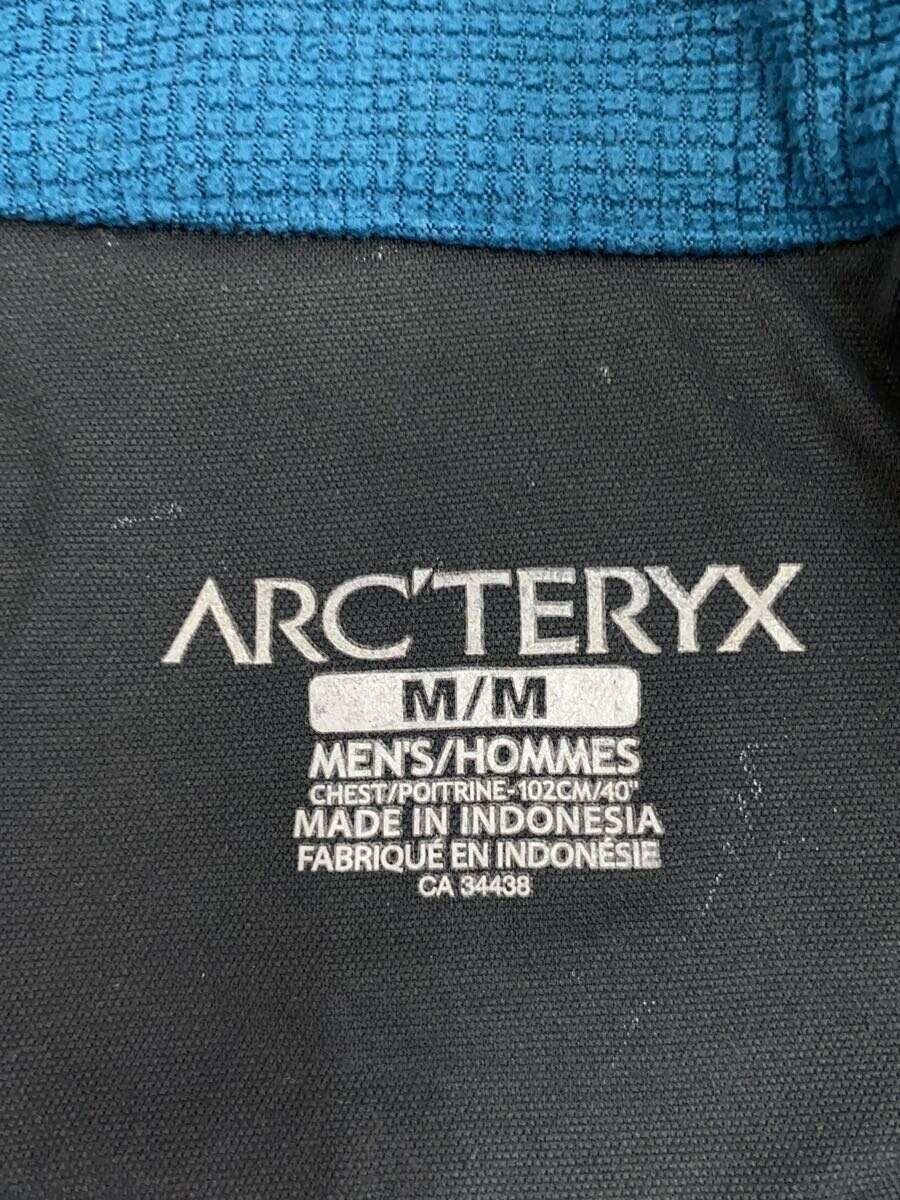 ARC'TERYX
M/M
MEN'S/HOMMES
CHEST/POITRINE-102CM/40"
MADE IN INDONESIA
FABRIQUÉ EN INDONÉSIE
CA 34438